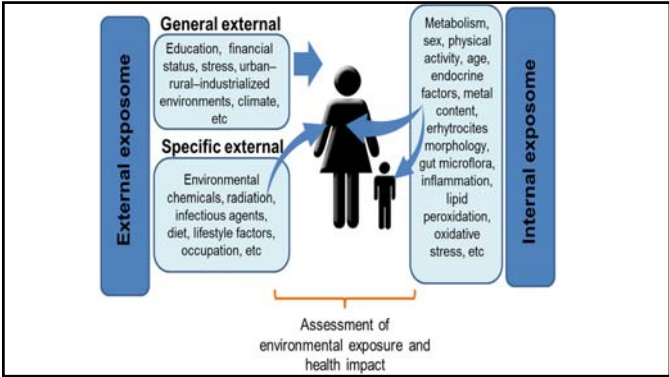 External exposome
General external
Education, financial
status, stress, urban–
rural–industrialized
environments, climate,
etc
Specific external
Environmental
chemicals, radiation,
infectious agents,
diet, lifestyle factors,
occupation, etc
Metabolism,
sex, physical
activity, age,
endocrine
factors, metal
content,
erhytrocites
morphology,
gut microflora,
inflammation,
lipid
peroxidation,
oxidative
stress, etc
Internal exposome
Assessment of
environmental exposure and
health impact